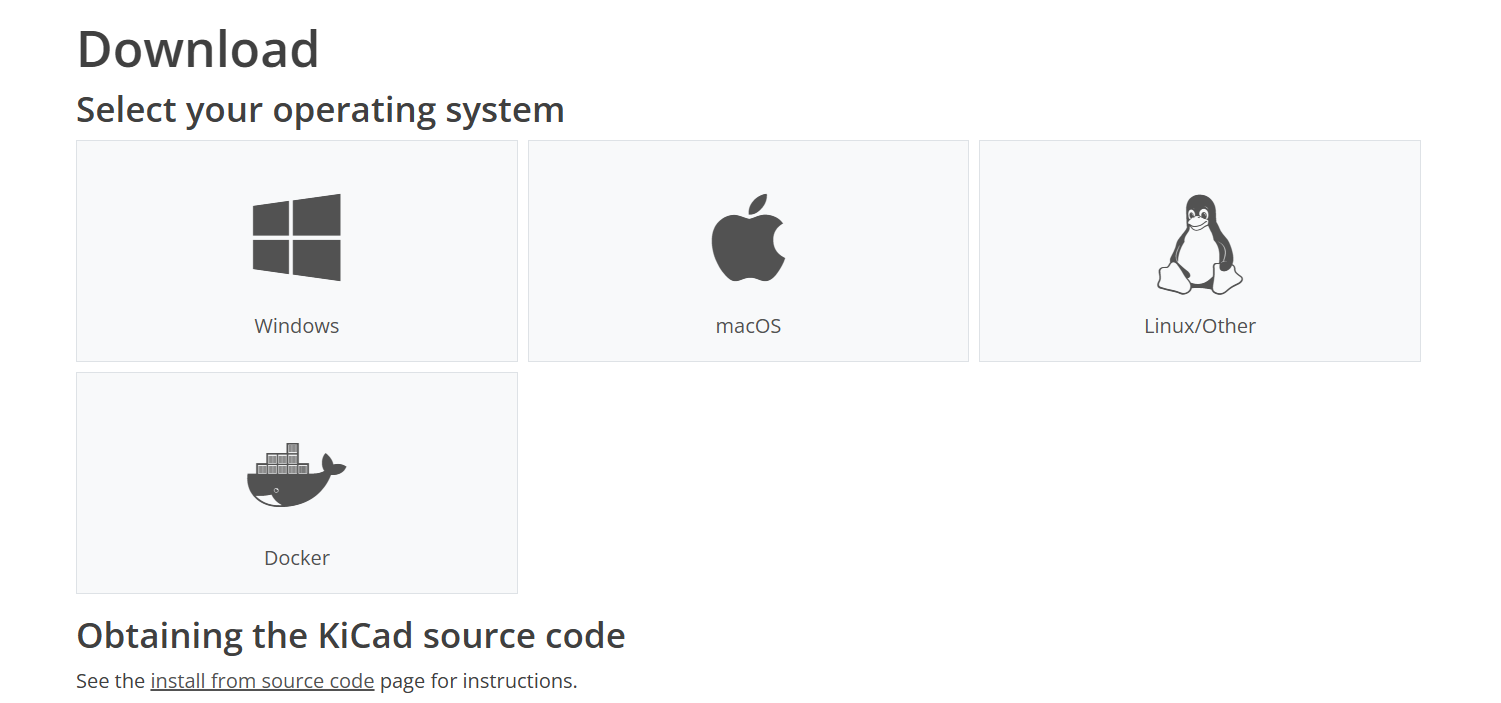 Download
Select your operating system
Windows
macOS
Linux/Other
Docker
Obtaining the KiCad source code
See the install from source code page for instructions.